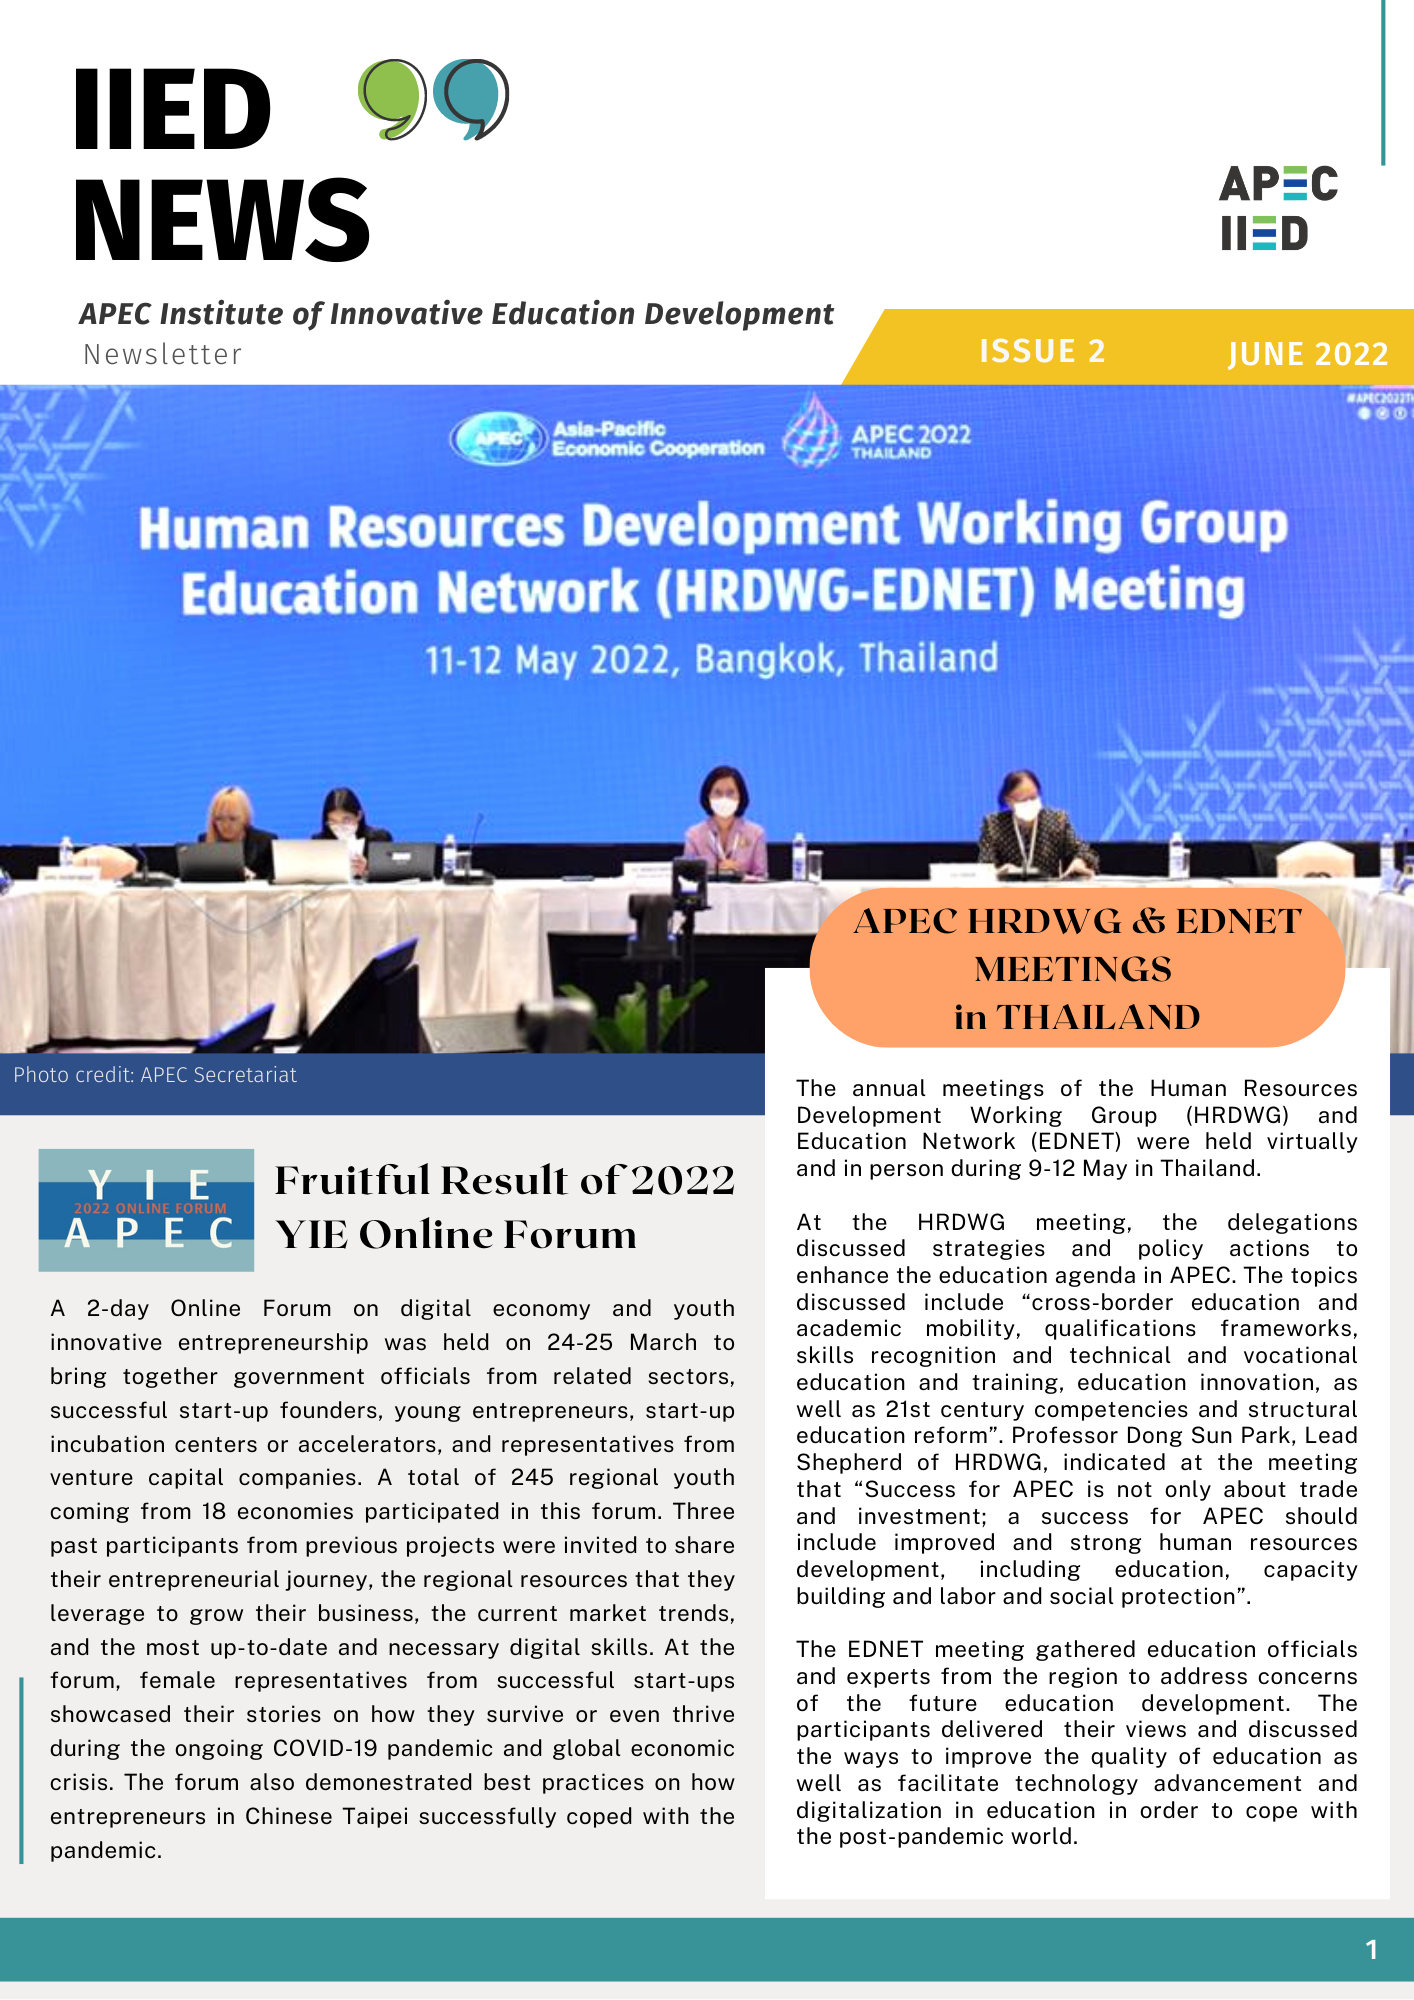 IIED
NEWS
APEC
IIED
APEC Institute of Innovative Education Development
Newsletter
ISSUE 2
JUNE 2022
#APEC2022TH
APEC
Asia-Pacific
Economic Cooperation
APEC 2022
THAILAND
Human Resources Development Working Group
Education Network (HRDWG-EDNET) Meeting
11-12 May 2022, Bangkok, Thailand
Photo credit: APEC Secretariat
YIE
2022 ONLINE FORUM
APEC
Fruitful Result of 2022
YIE Online Forum
A 2-day Online Forum on digital economy and youth
innovative entrepreneurship was held on 24-25 March to
bring together government officials from related sectors,
successful start-up founders, young entrepreneurs, start-up
incubation centers or accelerators, and representatives from
venture capital companies. A total of 245 regional youth
coming from 18 economies participated in this forum. Three
past participants from previous projects were invited to share
their entrepreneurial journey, the regional resources that they
leverage to grow their business, the current market trends,
and the most up-to-date and necessary digital skills. At the
forum, female representatives from successful start-ups
showcased their stories on how they survive or even thrive
during the ongoing COVID-19 pandemic and global economic
crisis. The forum also demonestrated best practices on how
entrepreneurs in Chinese Taipei successfully coped with the
pandemic.
APEC HRDWG & EDNET
MEETINGS
in THAILAND
The annual meetings of the Human Resources
Development Working Group (HRDWG) and
Education Network (EDNET) were held virtually
and in person during 9-12 May in Thailand.
At the HRDWG meeting, the delegations
discussed strategies and policy actions to
enhance the education agenda in APEC. The topics
discussed include “cross-border education and
academic mobility, qualifications frameworks,
skills recognition and technical and vocational
education and training, education innovation, as
well as 21st century competencies and structural
education reform”. Professor Dong Sun Park, Lead
Shepherd of HRDWG, indicated at the meeting
that “Success for APEC is not only about trade
and investment; a success for APEC should
include improved and strong human resources
development, including education, capacity
building and labor and social protection”.
The EDNET meeting gathered education officials
and experts from the region to address concerns
of the future education development. The
participants delivered their views and discussed
the ways to improve the quality of education as
well as facilitate technology advancement and
digitalization in education in order to cope with
the post-pandemic world.
1